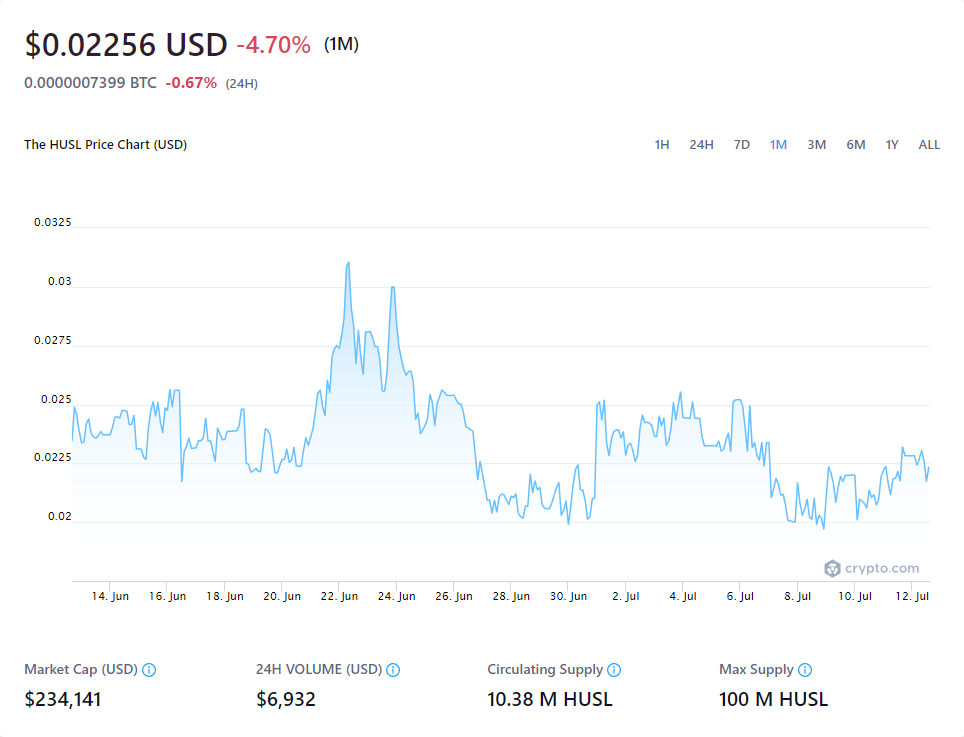 $0.02256 USD -4.70% (1M)
0.0000007399 BTC -0.67% (24H)
The HUSL Price Chart (USD) 1H 24H 7D 1M 3M 6M 1Y ALL
0.0325
0.03
0.0275
0.025
0.0225
0.02
crypto.com
14. Jun 16. Jun 18. Jun 20. Jun 22. Jun 24. Jun 26. Jun 28. Jun 30. Jun 2. Jul 4. Jul 6. Jul 8. Jul 10. Jul 12. Jul
Market Cap (USD) 24H VOLUME (USD) Circulating Supply Max Supply
$234,141 $6,932 10.38 M HUSL 100 M HUSL